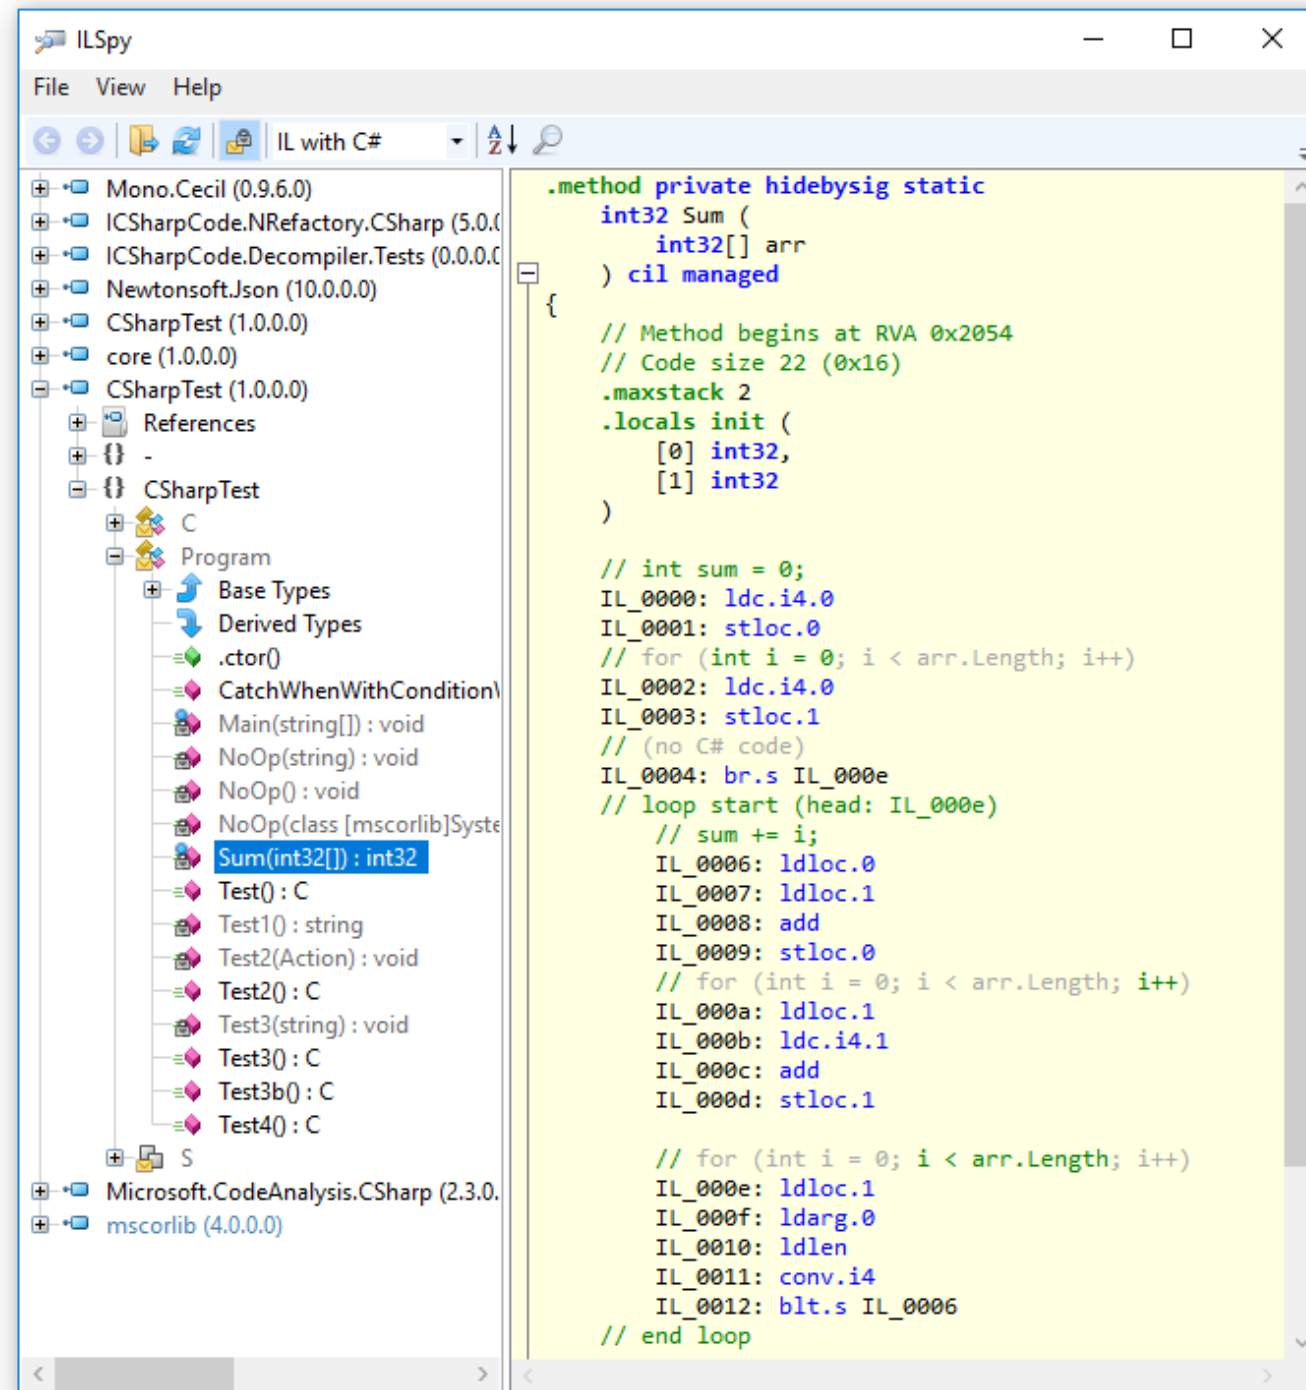 ILSpy
File View Help
IL with C#
Mono.Cecil (0.9.6.0)
ICSharpCode.NRefactory.CSharp (5.0.(
ICSharpCode.Decompiler.Tests (0.0.0.(
Newtonsoft.Json (10.0.0.0)
CSharpTest (1.0.0.0)
core (1.0.0.0)
CSharpTest (1.0.0.0)
References
{} -
{} CSharpTest
C
Program
Base Types
Derived Types
.ctor()
CatchWhenWithCondition\
Main(string[]) : void
NoOp(string) : void
NoOp() : void
NoOp(class [mscorlib]Syste
Sum(int32[]) : int32
Test() : C
Test1() : string
Test2(Action) : void
Test2() : C
Test3(string) : void
Test3() : C
Test3b() : C
Test4() : C
S
Microsoft.CodeAnalysis.CSharp (2.3.0.
mscorlib (4.0.0.0)
.method private hidebysig static
int32 Sum (
int32[] arr
) cil managed
{
// Method begins at RVA 0x2054
// Code size 22 (0x16)
.maxstack 2
.locals init (
[0] int32,
[1] int32
)
// int sum = 0;
IL_0000: ldc.i4.0
IL_0001: stloc.0
// for (int i = 0; i < arr.Length; i++)
IL_0002: ldc.i4.0
IL_0003: stloc.1
// (no C# code)
IL_0004: br.s IL_000e
// loop start (head: IL_000e)
// sum += i;
IL_0006: ldloc.0
IL_0007: ldloc.1
IL_0008: add
IL_0009: stloc.0
// for (int i = 0; i < arr.Length; i++)
IL_000a: ldloc.1
IL_000b: ldc.i4.1
IL_000c: add
IL_000d: stloc.1
// for (int i = 0; i < arr.Length; i++)
IL_000e: ldloc.1
IL_000f: ldarg.0
IL_0010: ldlen
IL_0011: conv.i4
IL_0012: blt.s IL_0006
// end loop